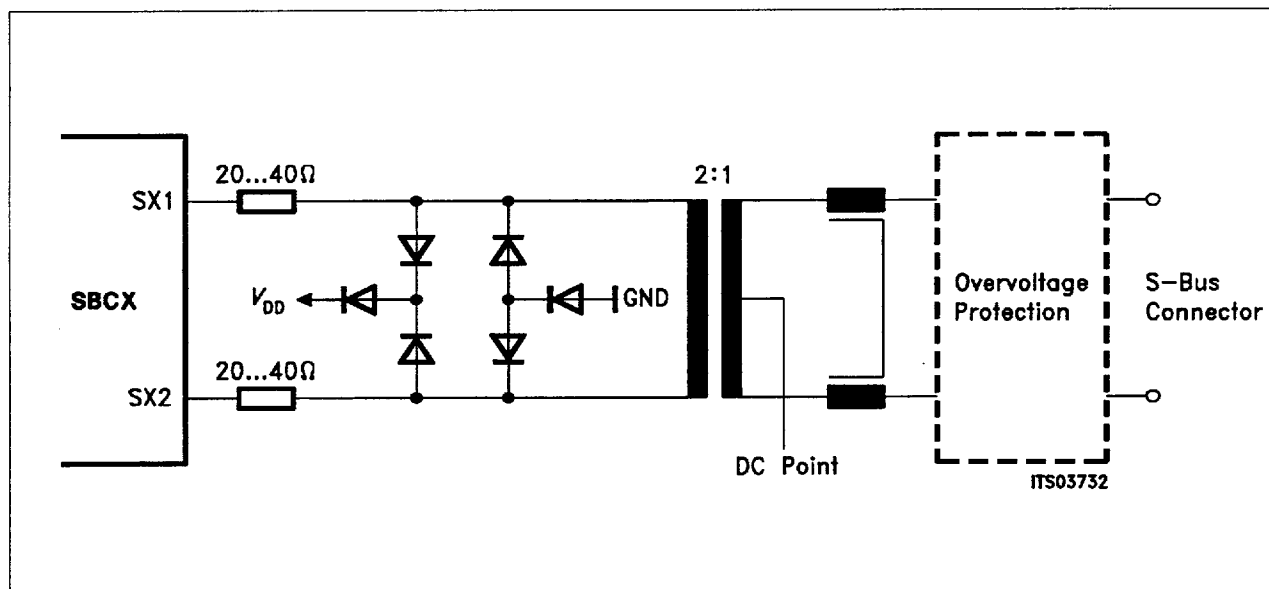 20...40Ω
SX1
SBCX
V_DD
GND
20...40Ω
SX2
2:1
DC Point
Overvoltage
Protection
S-Bus
Connector
ITS03732